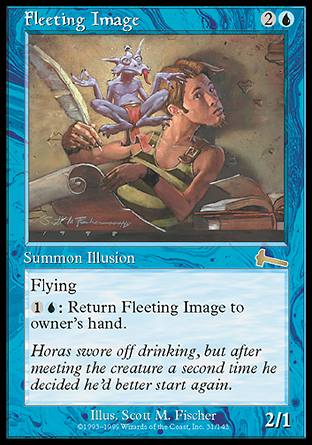 Fleeting Image 2
Summon Illusion
Flying
1 : Return Fleeting Image to
owner's hand.
Horas swore off drinking, but after
meeting the creature a second time he
decided he'd better start again.
2/1
Illus. Scott M. Fischer
©1993-1999 Wizards of the Coast, Inc. 31/143